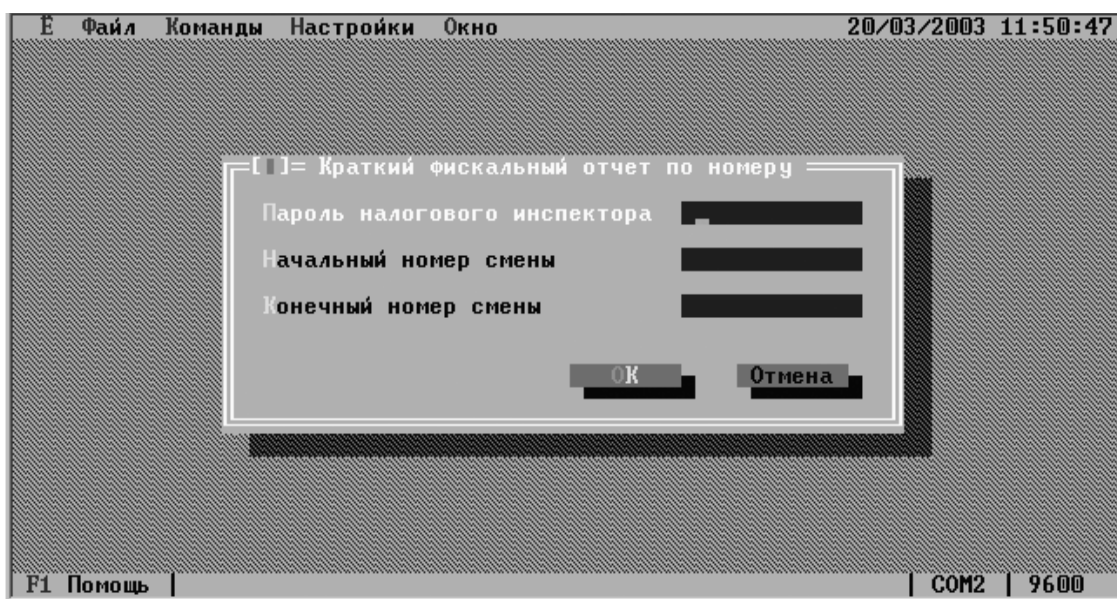 Ё Файл Команды Настройки Окно 20/03/2003 11:50:47
[▮]= Краткий фискальный отчет по номеру
Пароль налогового инспектора
Начальный номер смены
Конечный номер смены
ОК Отмена
F1 Помощь | COM2 | 9600